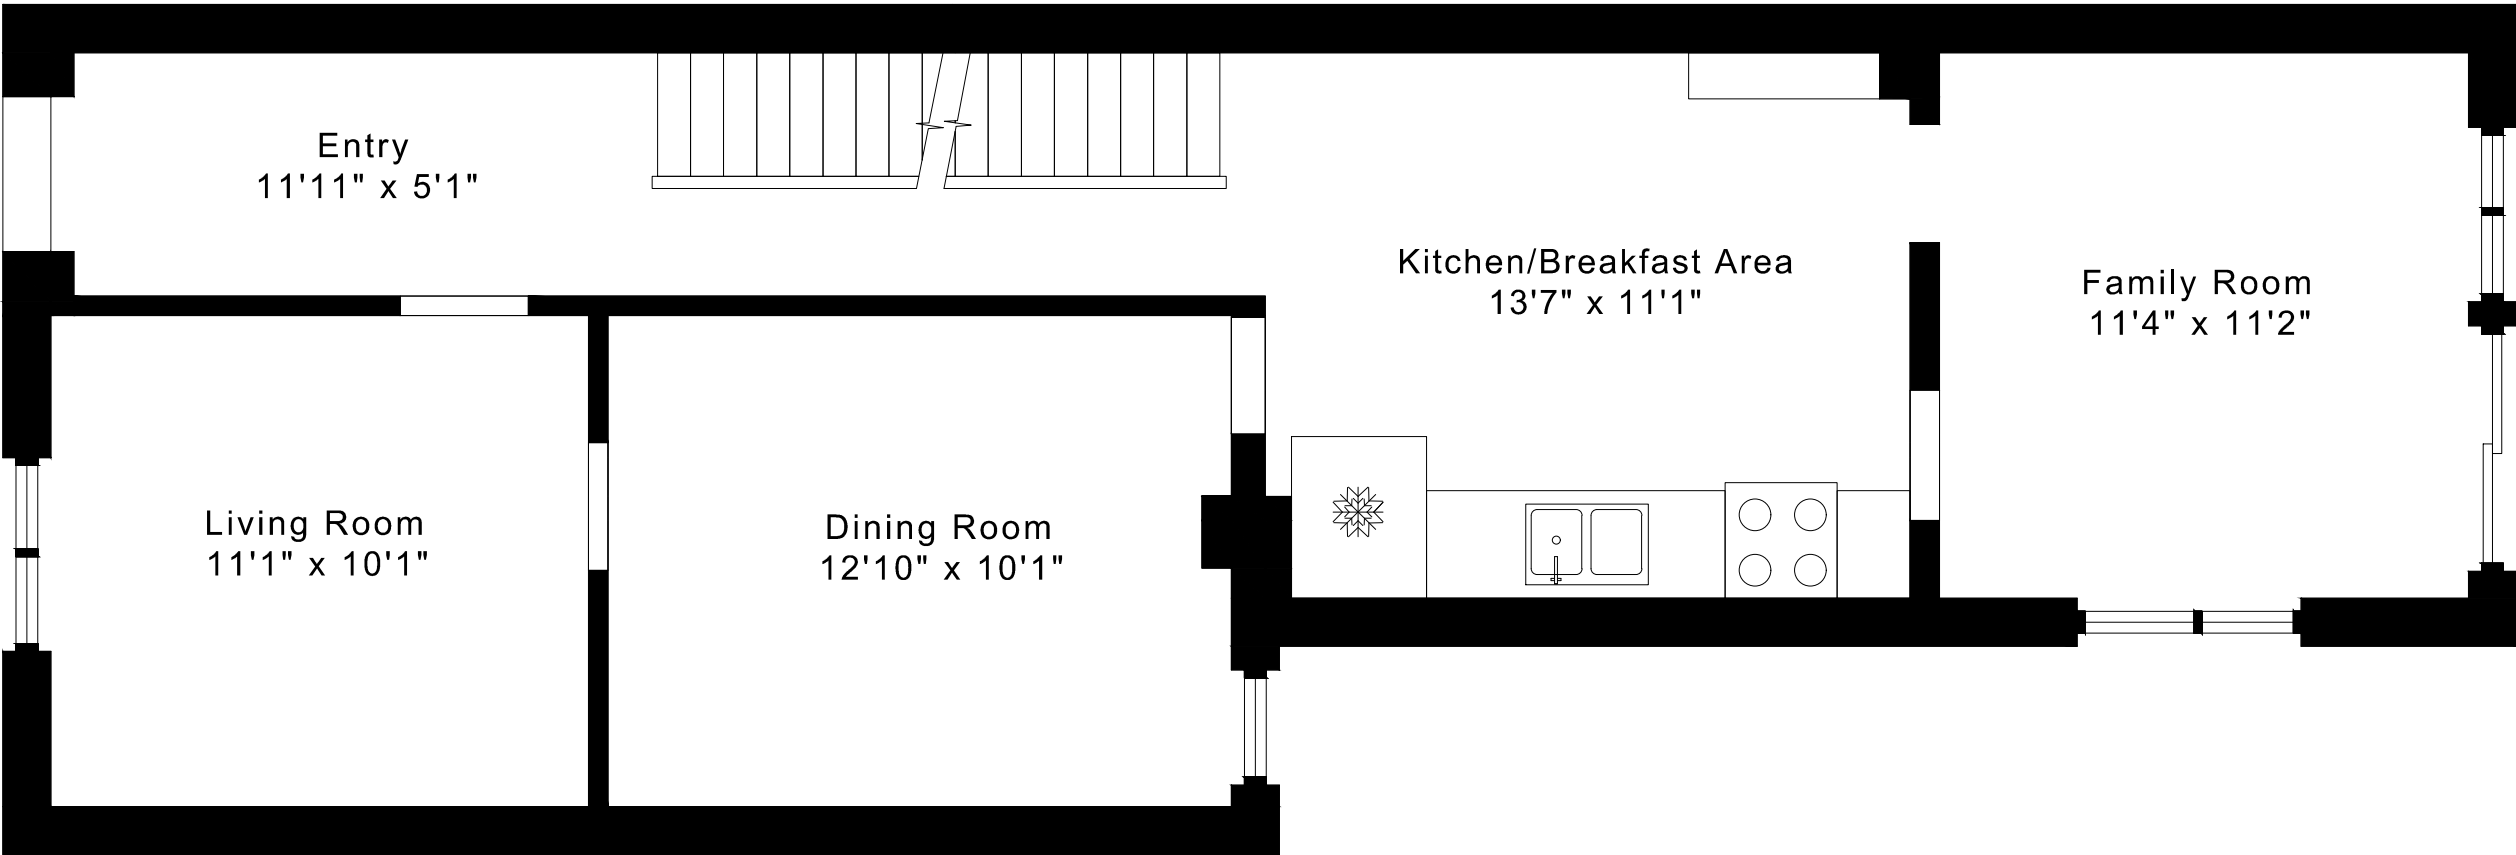 Entry
11'11" x 5'1"
Kitchen/Breakfast Area
13'7" x 11'1"
Family Room
11'4" x 11'2"
Living Room
11'1" x 10'1"
Dining Room
12'10" x 10'1"